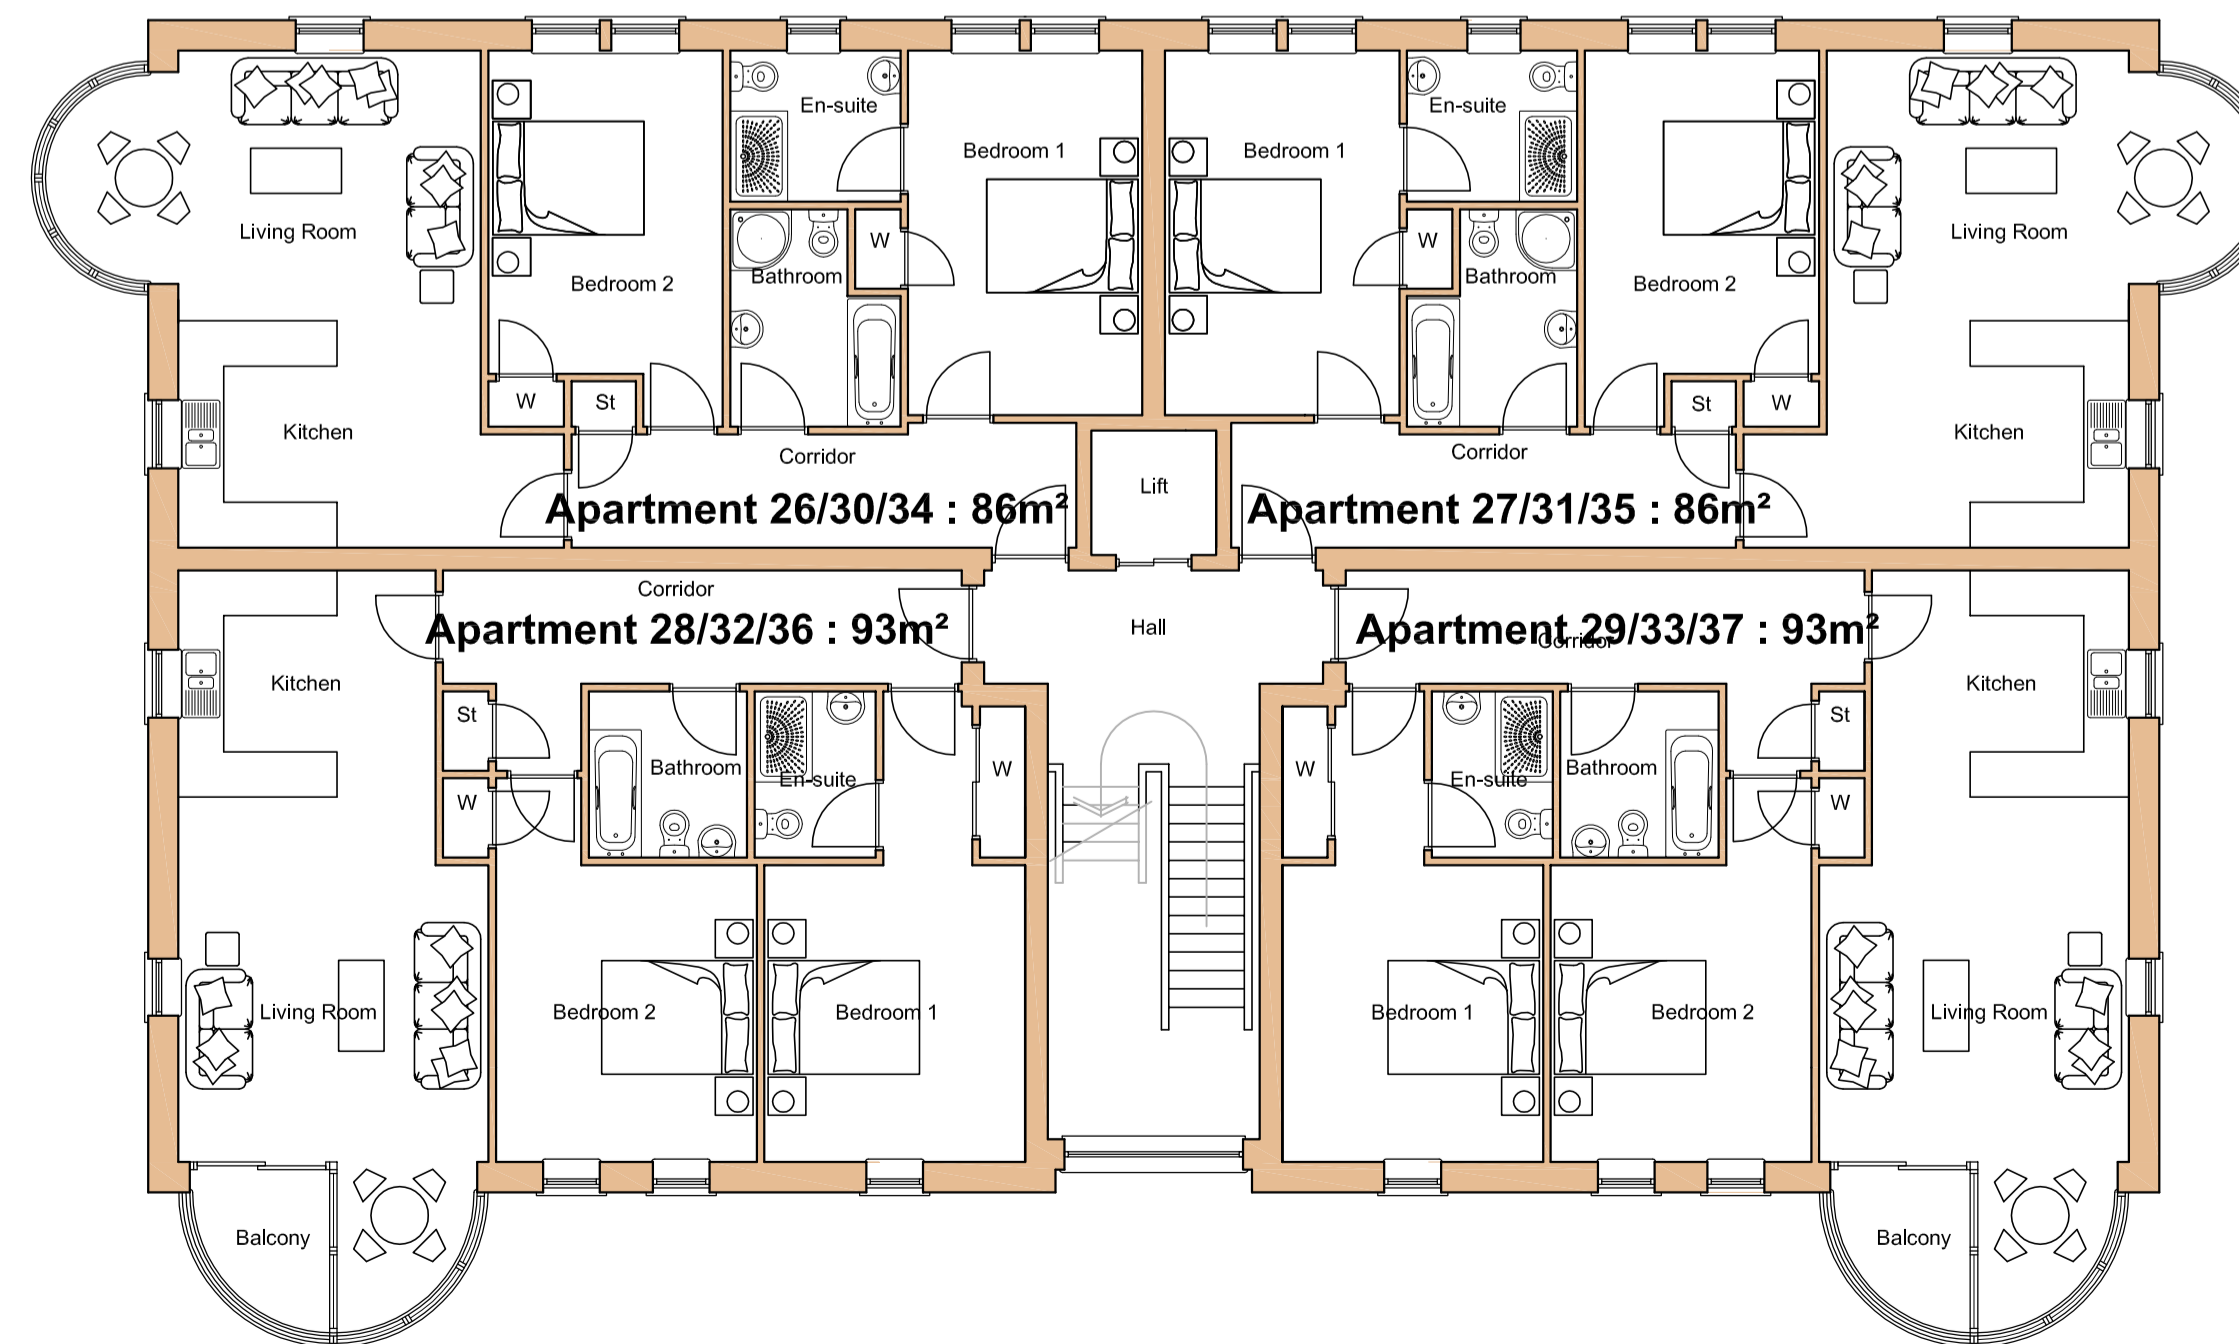 En-suite
En-suite
Bedroom 1
Bedroom 1
Living Room
W
W
Living Room
Bathroom
Bathroom
Bedroom 2
Bedroom 2
W
St
St
W
Kitchen
Kitchen
Corridor
Corridor
Lift
Apartment 26/30/34 : 86m²
Apartment 27/31/35 : 86m²
Corridor
Hall
Apartment 28/32/36 : 93m²
Apartment 29/33/37 : 93m²
Corridor
Kitchen
Kitchen
St
St
Bathroom
En-suite
W
W
En-suite
Bathroom
W
W
Living Room
Bedroom 2
Bedroom 1
Bedroom 1
Bedroom 2
Living Room
Balcony
Balcony